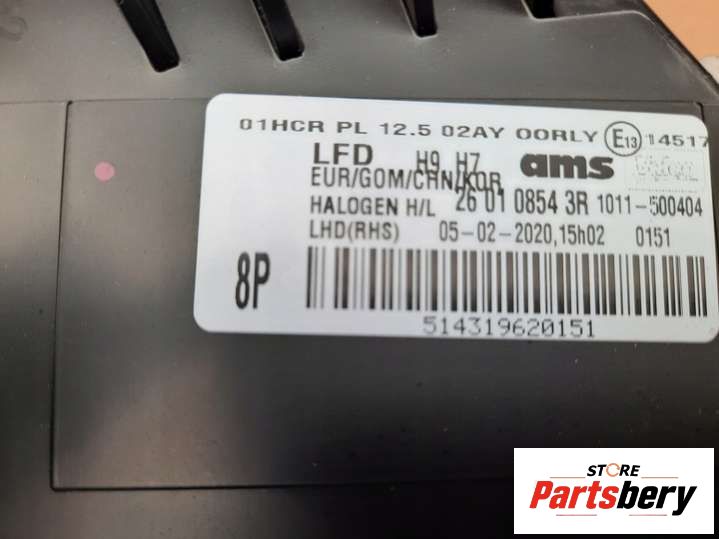 01HCR PL 12.5 02AY 00RLY E13 14517
LFD H9 H7 ams
EUR/GOM/CHN/KOR
HALOGEN H/L 26 01 0854 3R 1011-500404
LHD(RHS) 05-02-2020,15h02 0151
8P
514319620151
STORE
Partsbery